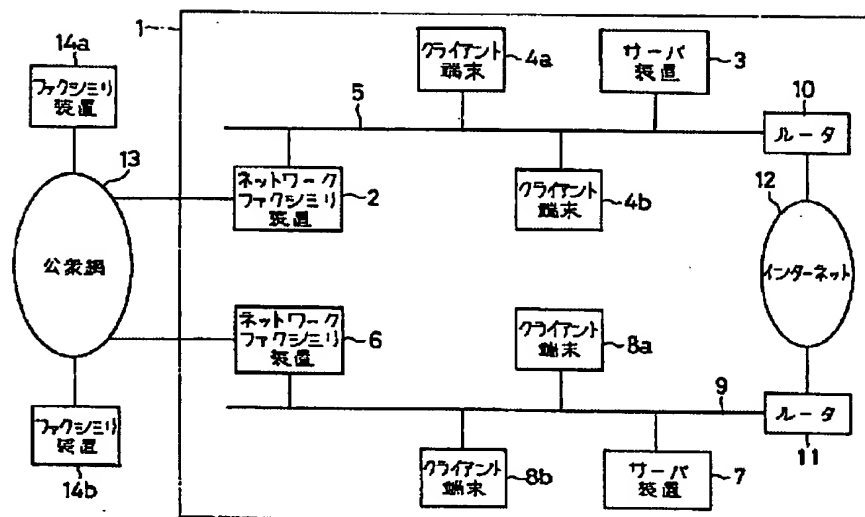 1
14a
ファクシミリ
装置
クライアント
端末
4a
サーバ
装置
3
10
ルータ
5
13
ネットワーク
ファクシミリ
装置
2
クライアント
端末
4b
12
公衆網
インターネット
ネットワーク
ファクシミリ
装置
6
クライアント
端末
8a
9
ルータ
11
ファクシミリ
装置
14b
クライアント
端末
8b
サーバ
装置
7